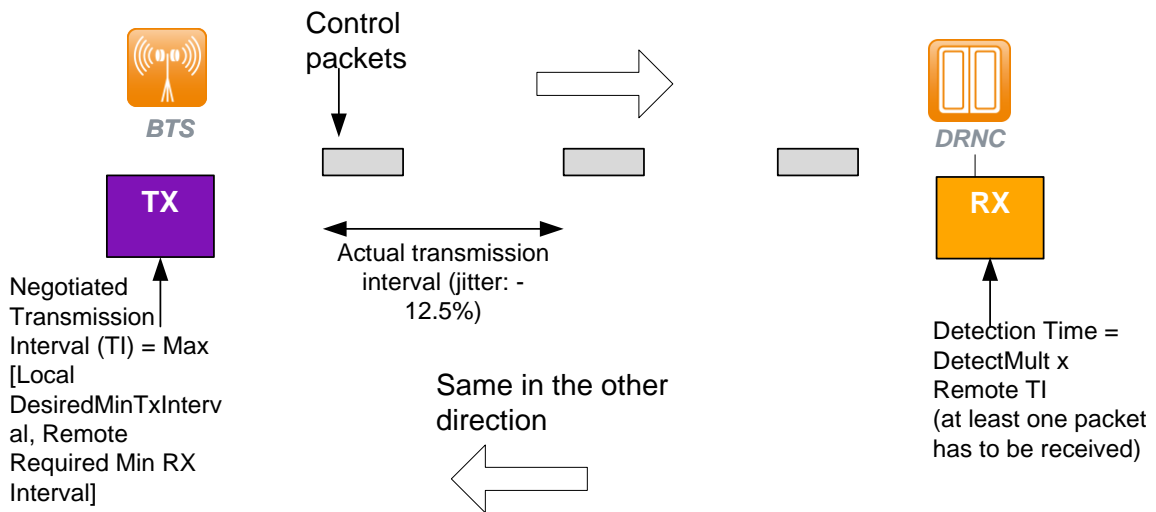 Control
packets
BTS
DRNC
TX
RX
Actual transmission
interval (jitter: -
12.5%)
Negotiated
Transmission
Interval (TI) = Max
[Local
DesiredMinTxInterv
al, Remote
Required Min RX
Interval]
Detection Time =
DetectMult x
Remote TI
(at least one packet
has to be received)
Same in the other
direction